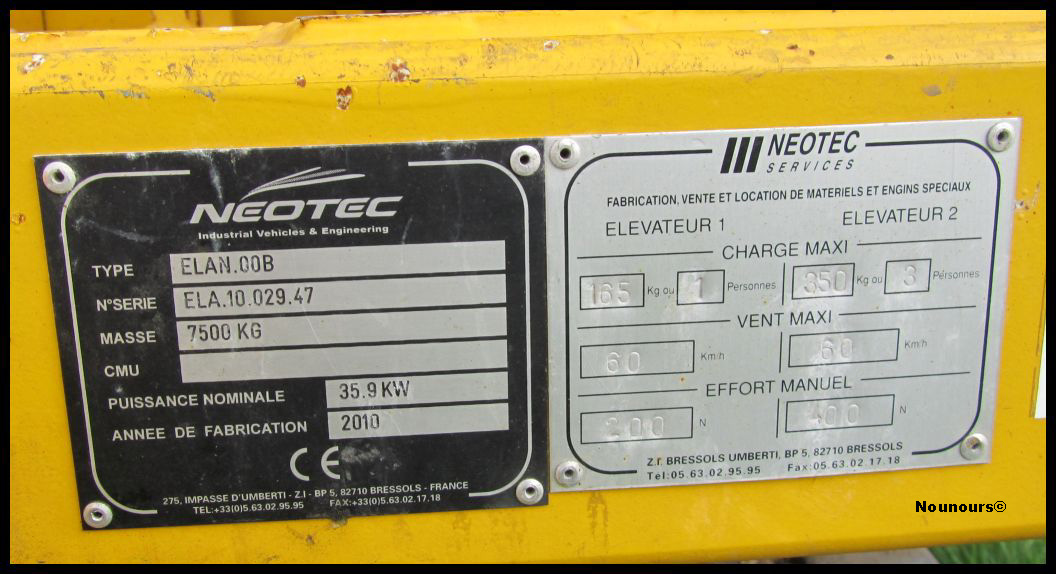 NEOTEC
Industrial Vehicles & Engineering
TYPE ELAN.00B
N°SERIE ELA.10.029.47
MASSE 7500 KG
CMU
PUISSANCE NOMINALE 35.9 KW
ANNEE DE FABRICATION 2010
CE
275, IMPASSE D'UMBERTI - Z.I - BP 5, 82710 BRESSOLS - FRANCE
TEL:+33(0)5.63.02.95.95 FAX:+33(0)5.63.02.17.18
NEOTEC
SERVICES
FABRICATION, VENTE ET LOCATION DE MATERIELS ET ENGINS SPECIAUX
ELEVATEUR 1 ELEVATEUR 2
CHARGE MAXI
165 Kg ou 1 Personnes 350 Kg ou 3 Personnes
VENT MAXI
60 Km/h 60 Km/h
EFFORT MANUEL
200 N 400 N
Z.I. BRESSOLS UMBERTI, BP 5, 82710 BRESSOLS
Tel:05.63.02.95.95 Fax:05.63.02.17.18
Nounours©